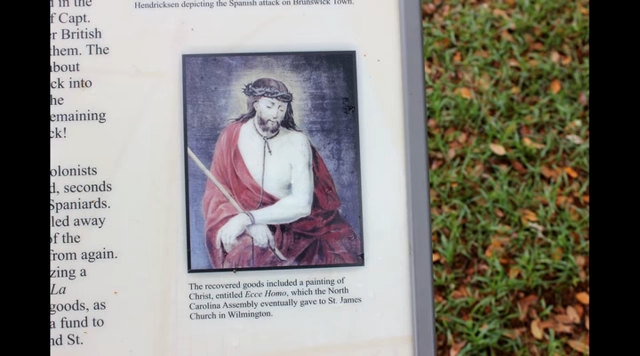 d in the
Hendricksen depicting the Spanish attack on Brunswick Town.
f Capt.
er British
them. The
about
ck into
he
emaining
ck!
olonists
d, seconds
Spaniards.
led away
of the
from again.
zing a
La
goods, as
a fund to
nd St.
The recovered goods included a painting of
Christ, entitled Ecce Homo, which the North
Carolina Assembly eventually gave to St. James
Church in Wilmington.